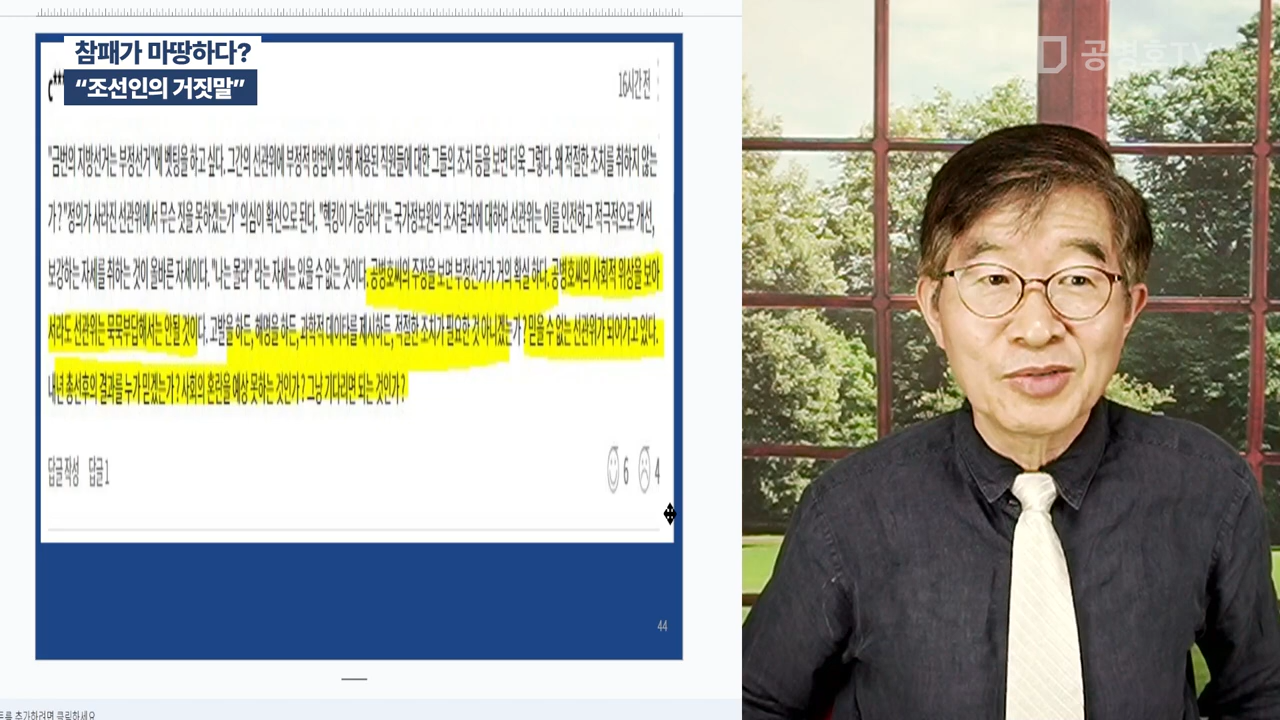 참패가 마땅하다?
“조선인의 거짓말”
공병호TV
c**
16시간 전
"금번의 지방선거는 부정선거"에 벳팅을 하고 싶다. 그간의 선관위에 부정적 방법에 의해 채용된 직원들에 대한 그들의 조치 등을 보면 더욱 그렇다. 왜 적절한 조치를 취하지 않는
가? "정의가 사라진 선관위에서 무슨 짓을 못하겠는가" 의심이 확신으로 된다. "핵킹이 가능하다"는 국가정보원의 조사결과에 대하여 선관위는 이를 인전하고 적극적으로 개선,
보강하는 자세를 취하는 것이 올바른 자세이다. "나는 몰라" 라는 자세는 있을 수 없는 것이다. 공병호씨의 주장을 보면 부정선거가 거의 확실 하다. 공병호씨의 사회적 위상을 보아
서라도 선관위는 묵묵부답해서는 안될 것이다. 고발을 하든, 해명을 하든, 과학적 데이타를 제시하든, 적절한 조치가 필요한 것 아니겠는가? 믿을 수 없는 선관위가 되어가고 있다.
내년 총선후의 결과를 누가 믿겠는가? 사회의 혼란을 예상 못하는 것인가? 그냥 기다리면 되는 것인가?
답글 작성 답글 1
6 4
44
추가하려면 클릭하세요